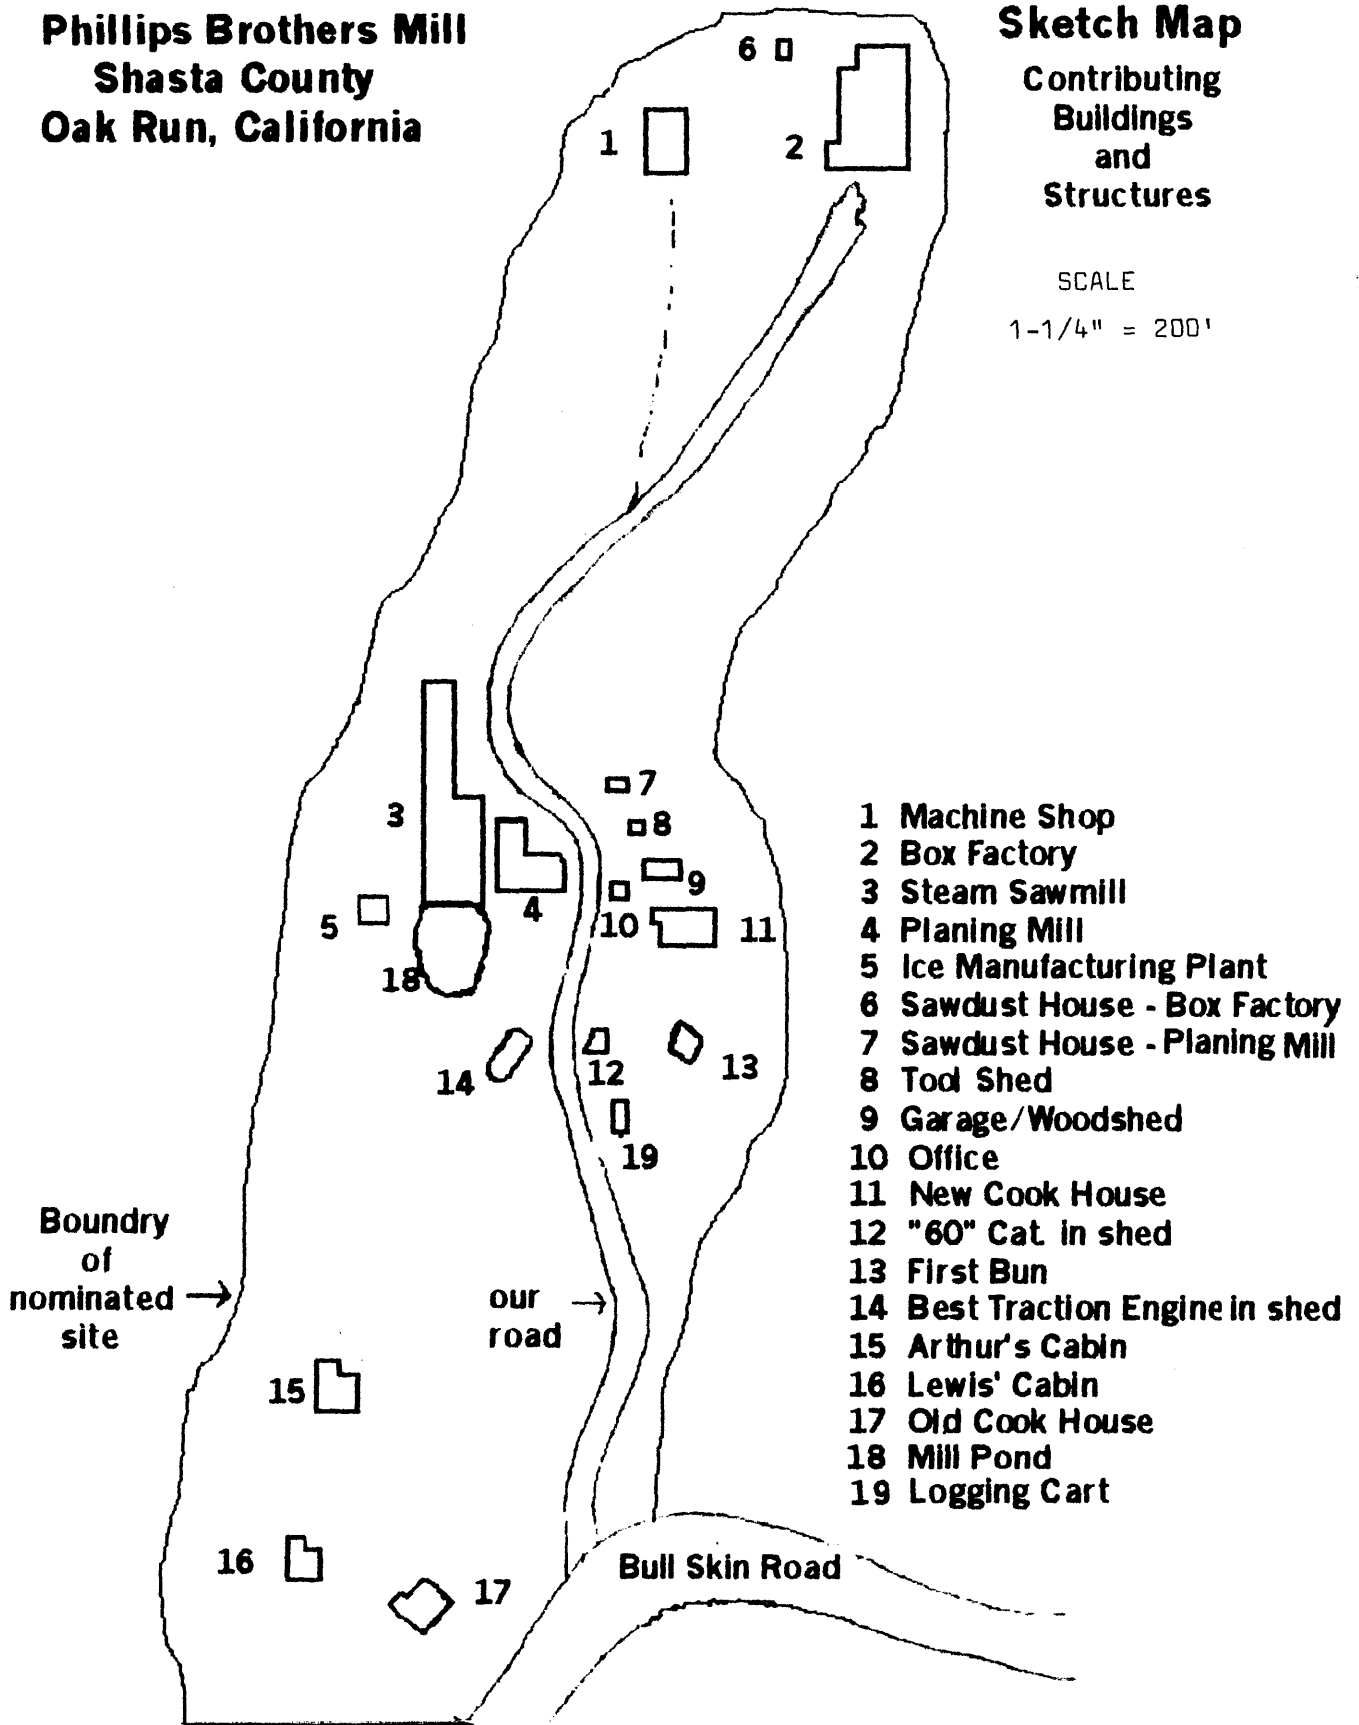 Phillips Brothers Mill
Shasta County
Oak Run, California
Sketch Map
Contributing
Buildings
and
Structures
SCALE
1-1/4" = 200'
6
1
2
3
4
5
18
7
8
9
10
11
14
12
13
19
Boundry
of
nominated →
site
our →
road
15
16
17
Bull Skin Road
1 Machine Shop
2 Box Factory
3 Steam Sawmill
4 Planing Mill
5 Ice Manufacturing Plant
6 Sawdust House - Box Factory
7 Sawdust House - Planing Mill
8 Tool Shed
9 Garage/Woodshed
10 Office
11 New Cook House
12 "60" Cat. in shed
13 First Bun
14 Best Traction Engine in shed
15 Arthur's Cabin
16 Lewis' Cabin
17 Old Cook House
18 Mill Pond
19 Logging Cart